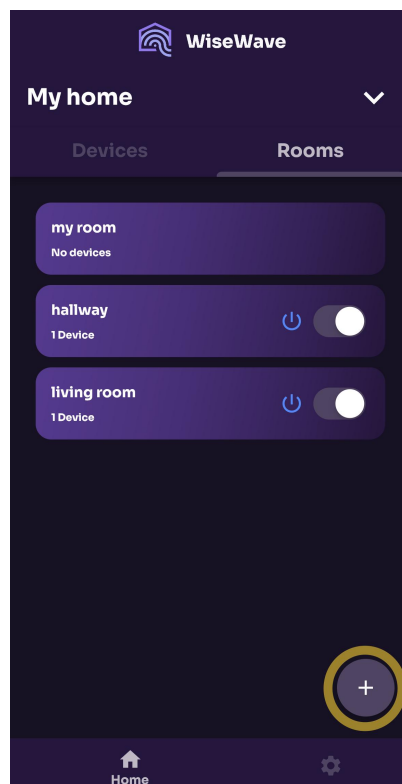 WiseWave
My home
Devices
Rooms
my room
No devices
hallway
1 Device
living room
1 Device
+
Home